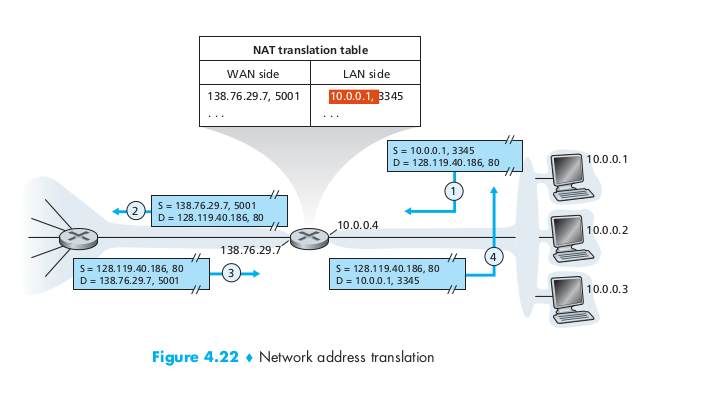 NAT translation table
WAN side LAN side
138.76.29.7, 5001 10.0.0.1, 3345
. . . . . .
S = 10.0.0.1, 3345
D = 128.119.40.186, 80
1
10.0.0.1
S = 138.76.29.7, 5001
D = 128.119.40.186, 80
2
10.0.0.4
10.0.0.2
138.76.29.7
S = 128.119.40.186, 80
D = 138.76.29.7, 5001
3
S = 128.119.40.186, 80
D = 10.0.0.1, 3345
4
10.0.0.3
Figure 4.22 ♦ Network address translation